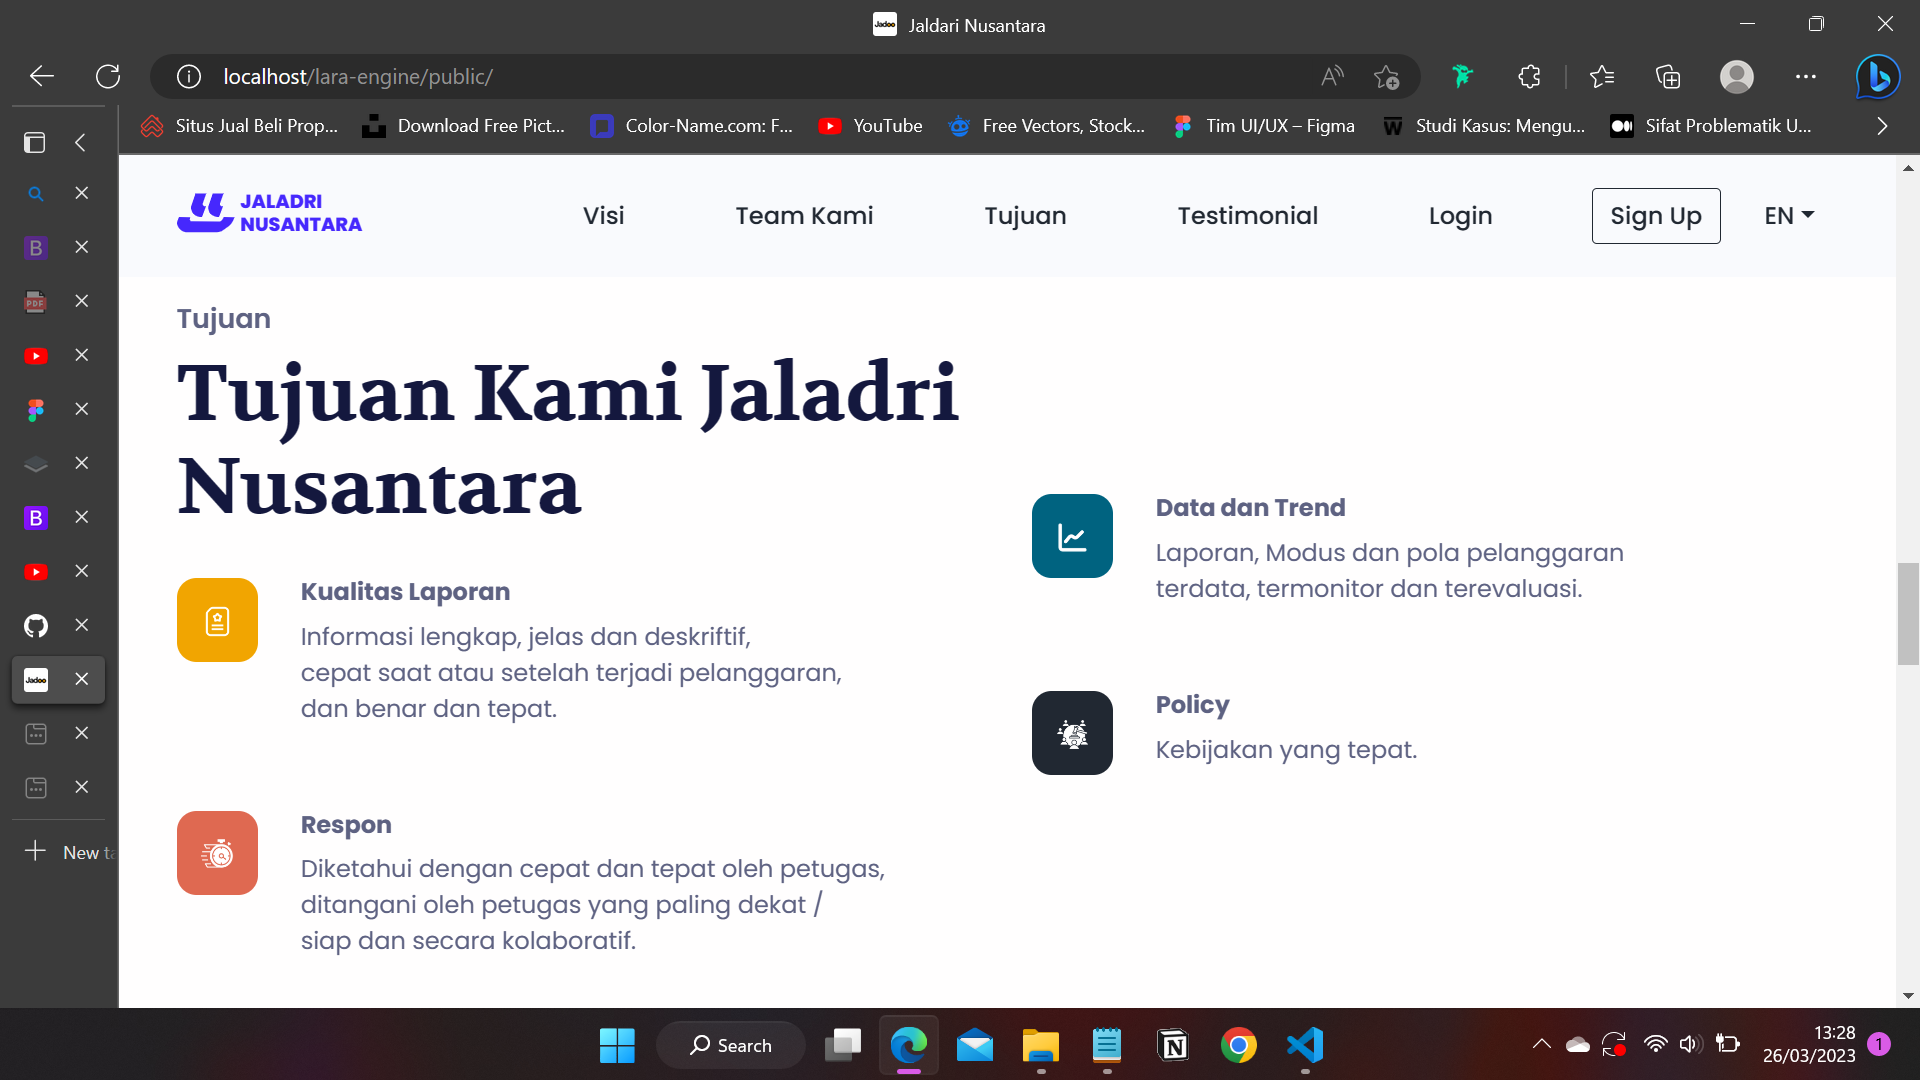 Jadoo
Jaldari Nusantara
localhost/lara-engine/public/
Situs Jual Beli Prop...
Download Free Pict...
Color-Name.com: F...
YouTube
Free Vectors, Stock...
Tim UI/UX – Figma
Studi Kasus: Mengu...
Sifat Problematik U...
JALADRI
NUSANTARA
Visi
Team Kami
Tujuan
Testimonial
Login
Sign Up
EN
B
PDF
B
Jadoo
New ta
Tujuan
Tujuan Kami Jaladri
Nusantara
Kualitas Laporan
Informasi lengkap, jelas dan deskriftif,
cepat saat atau setelah terjadi pelanggaran,
dan benar dan tepat.
Respon
Diketahui dengan cepat dan tepat oleh petugas,
ditangani oleh petugas yang paling dekat /
siap dan secara kolaboratif.
Data dan Trend
Laporan, Modus dan pola pelanggaran
terdata, termonitor dan terevaluasi.
Policy
Kebijakan yang tepat.
Search
13:28
26/03/2023
1